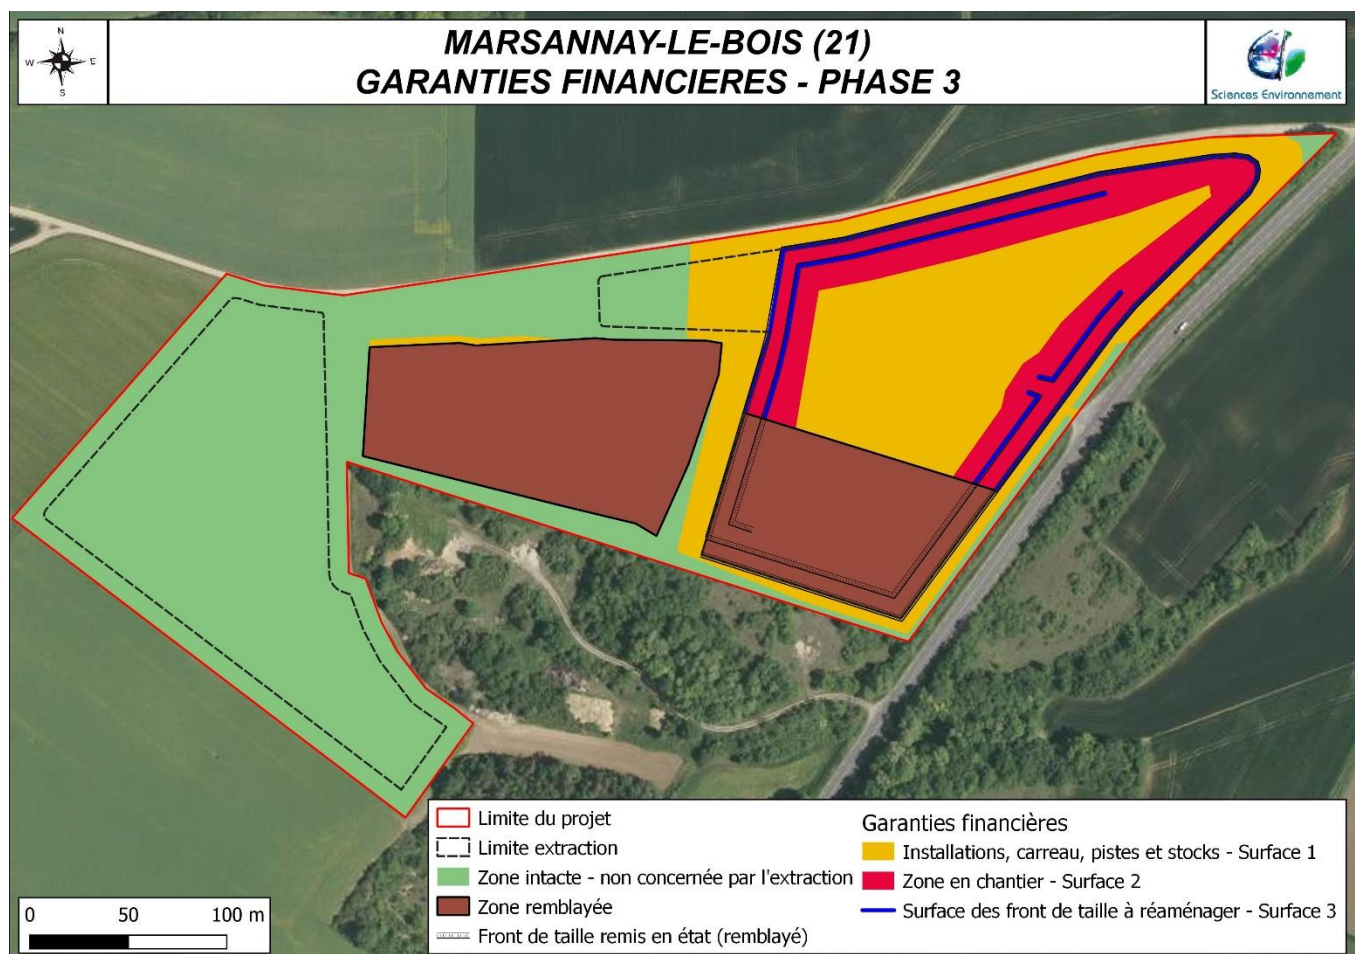 N
W E
S
MARSANNAY-LE-BOIS (21)
GARANTIES FINANCIERES - PHASE 3
Sciences Environnement
Limite du projet
Limite extraction
Zone intacte - non concernée par l'extraction
Zone remblayée
Front de taille remis en état (remblayé)
Garanties financières
Installations, carreau, pistes et stocks - Surface 1
Zone en chantier - Surface 2
Surface des front de taille à réaménager - Surface 3
0 50 100 m